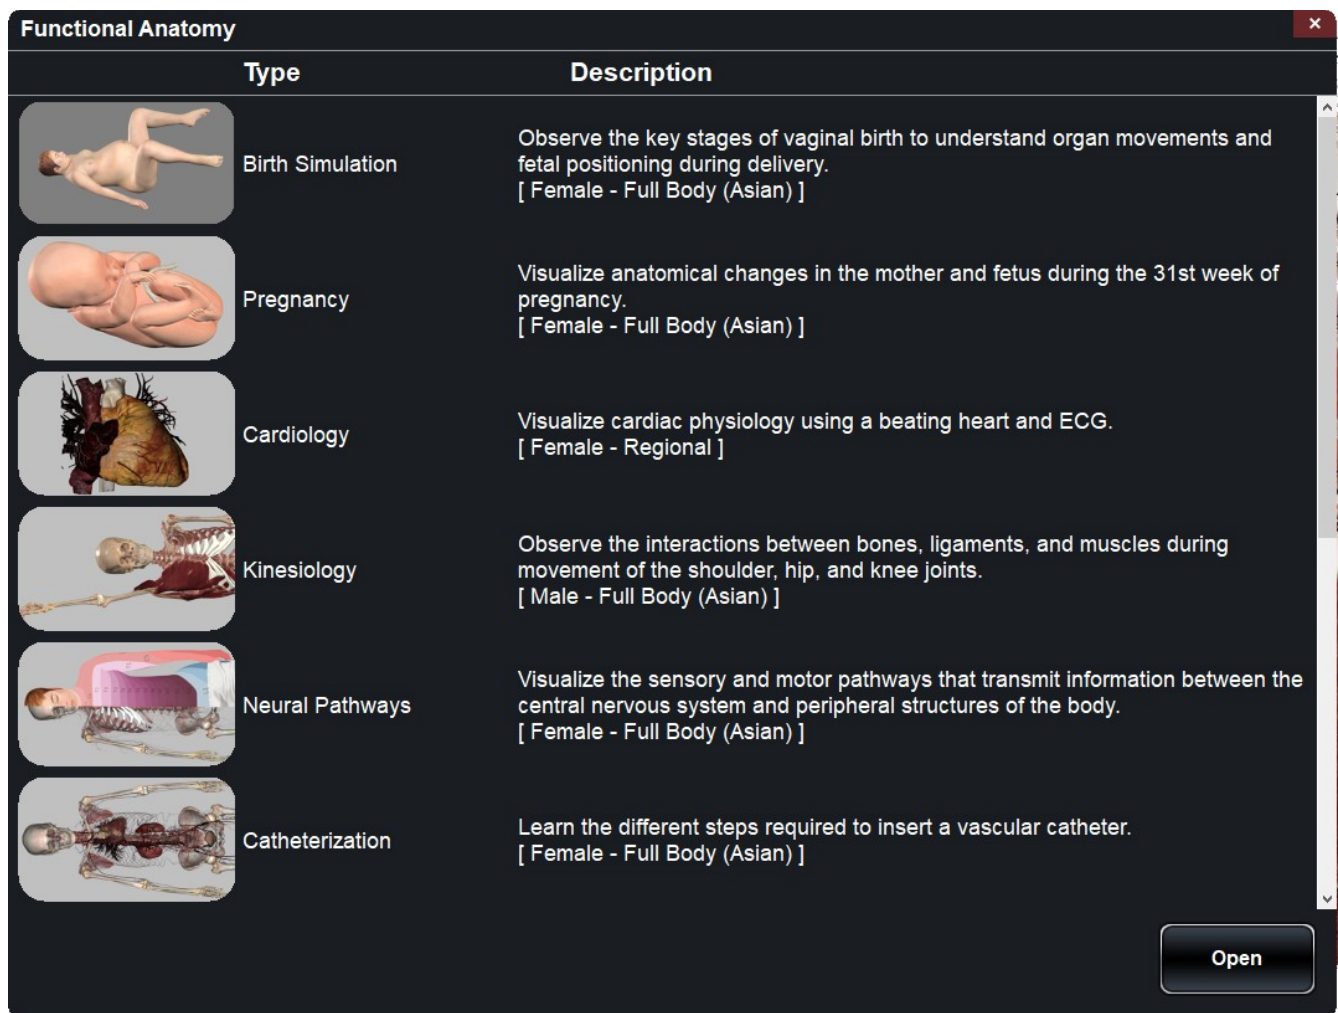 Functional Anatomy
Type Description
Birth Simulation
Observe the key stages of vaginal birth to understand organ movements and
fetal positioning during delivery.
[ Female - Full Body (Asian) ]
Pregnancy
Visualize anatomical changes in the mother and fetus during the 31st week of
pregnancy.
[ Female - Full Body (Asian) ]
Cardiology
Visualize cardiac physiology using a beating heart and ECG.
[ Female - Regional ]
Kinesiology
Observe the interactions between bones, ligaments, and muscles during
movement of the shoulder, hip, and knee joints.
[ Male - Full Body (Asian) ]
Neural Pathways
Visualize the sensory and motor pathways that transmit information between the
central nervous system and peripheral structures of the body.
[ Female - Full Body (Asian) ]
Catheterization
Learn the different steps required to insert a vascular catheter.
[ Female - Full Body (Asian) ]
Open